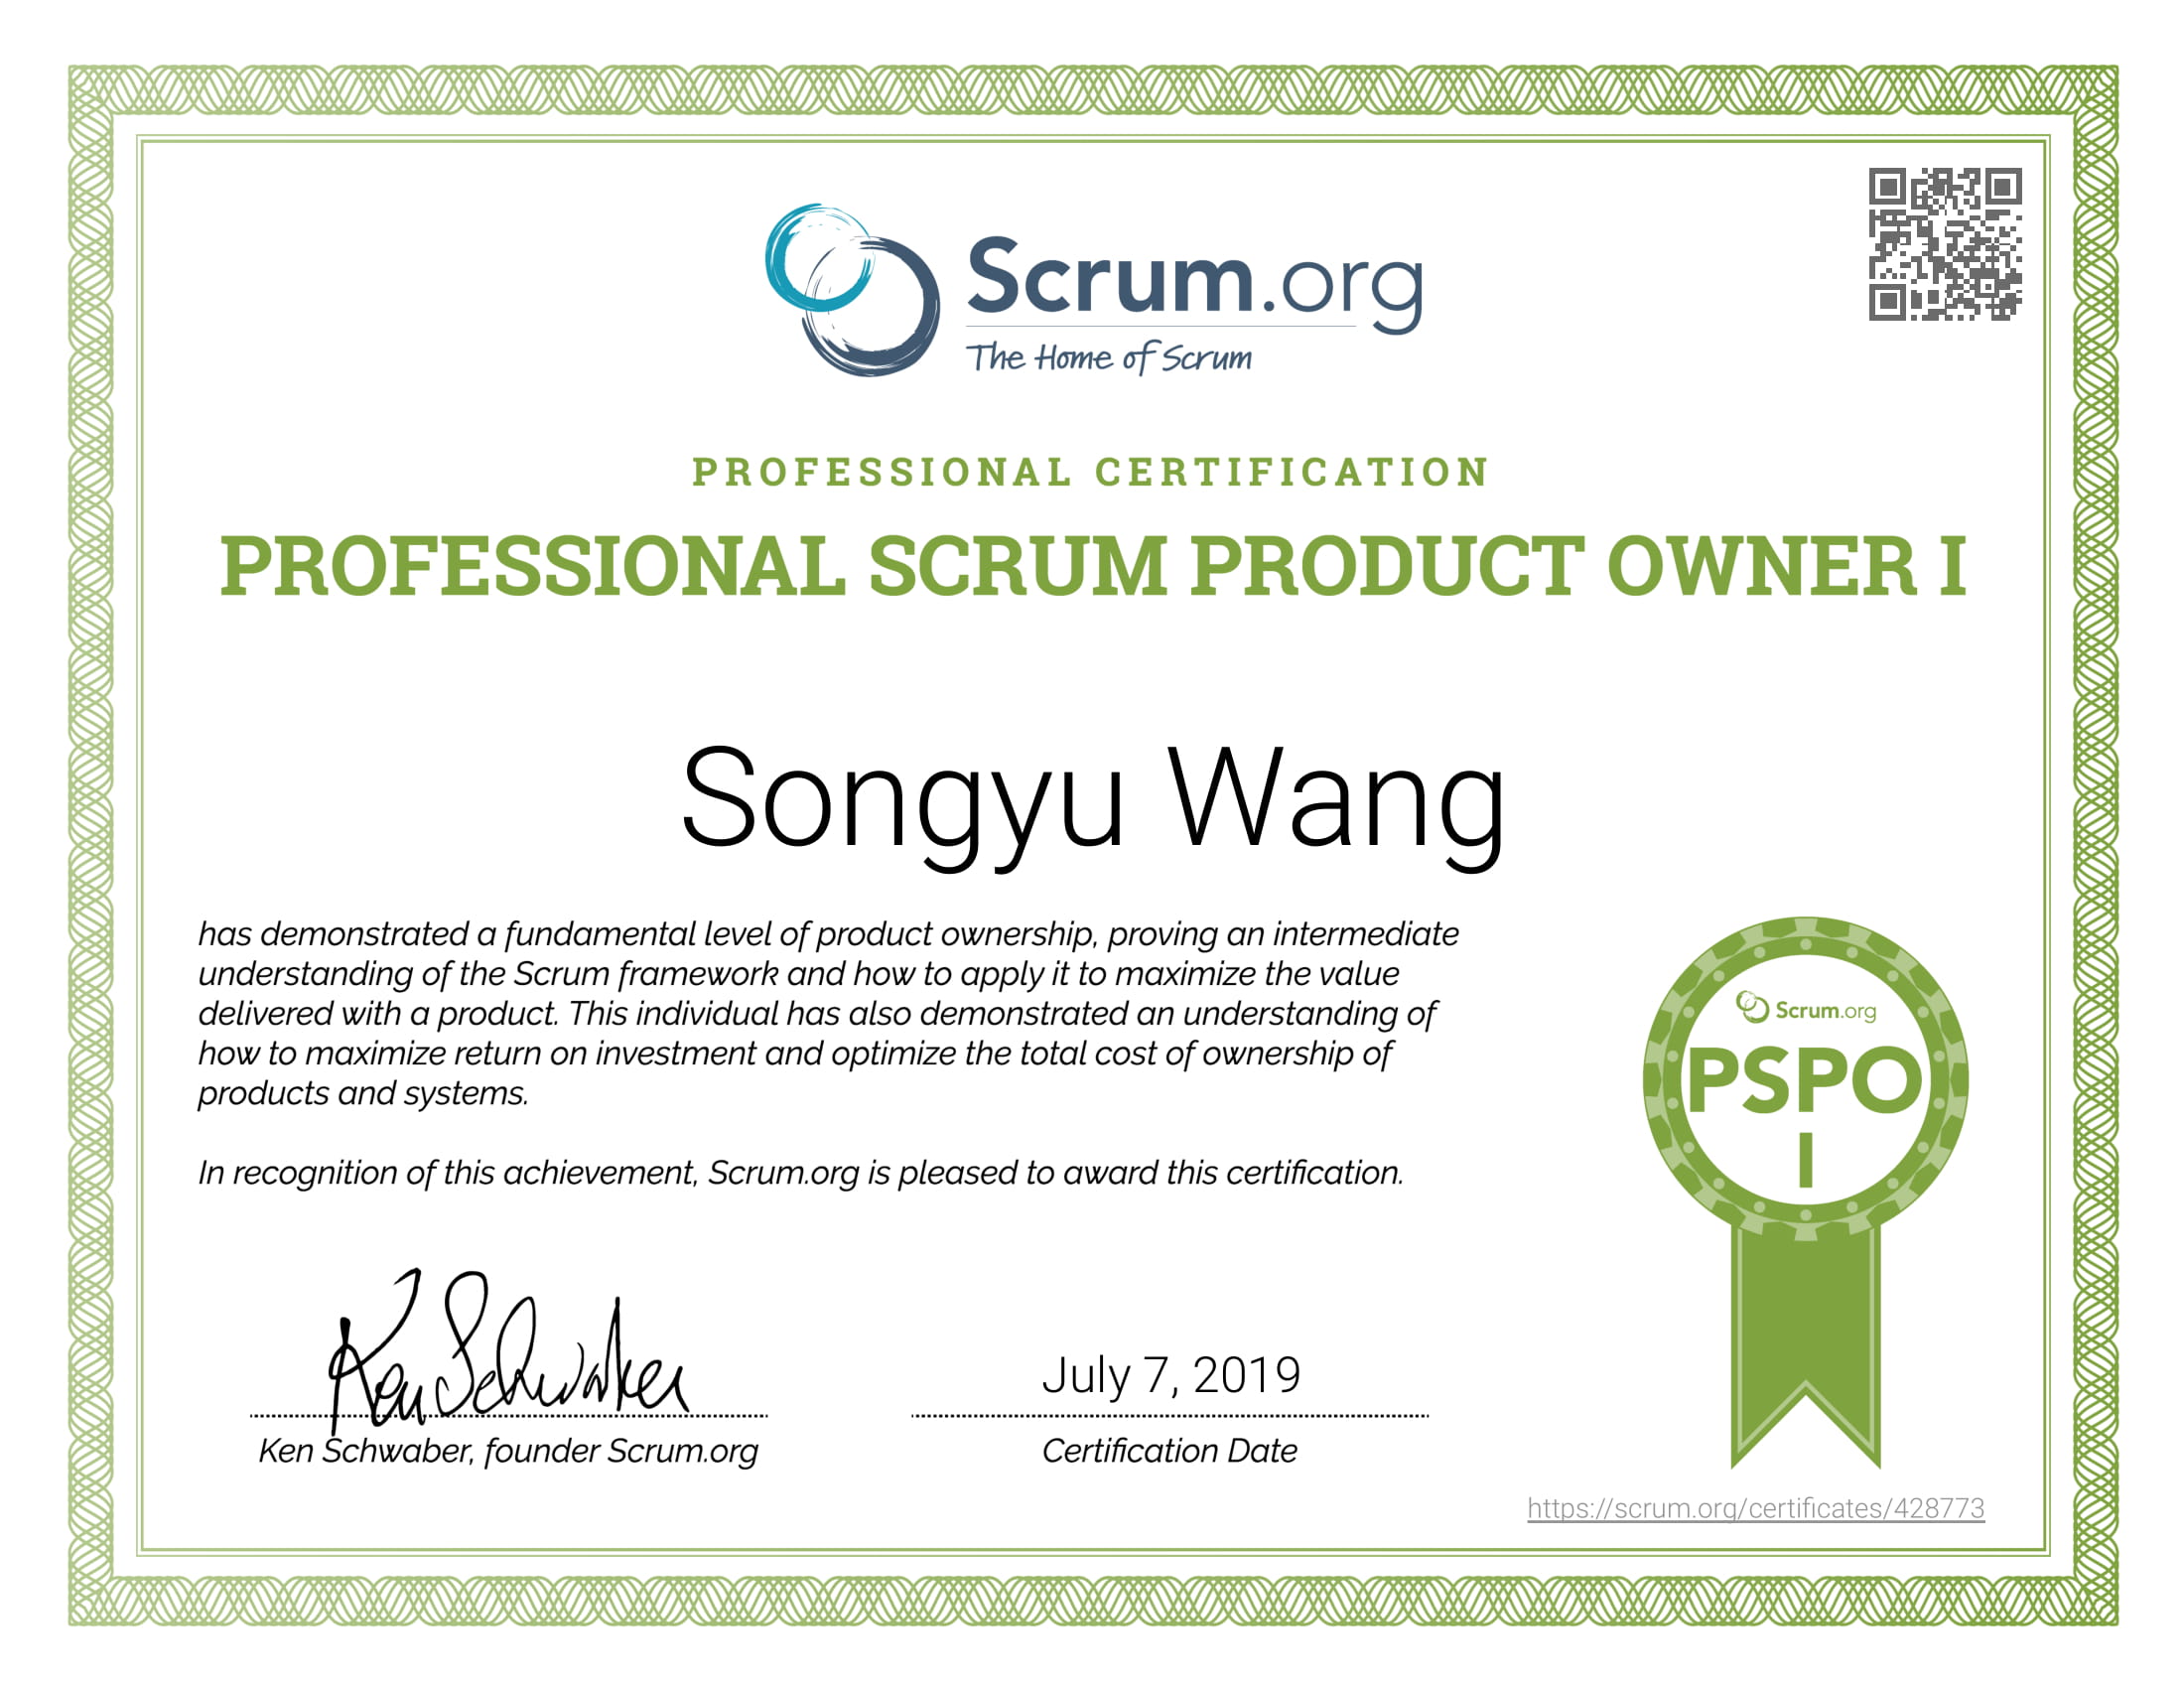 Scrum.org
The Home of Scrum
PROFESSIONAL CERTIFICATION
PROFESSIONAL SCRUM PRODUCT OWNER I
Songyu Wang
has demonstrated a fundamental level of product ownership, proving an intermediate
understanding of the Scrum framework and how to apply it to maximize the value
delivered with a product. This individual has also demonstrated an understanding of
how to maximize return on investment and optimize the total cost of ownership of
products and systems.
In recognition of this achievement, Scrum.org is pleased to award this certification.
Scrum.org
PSPO
I
Ken Schwaber
Ken Schwaber, founder Scrum.org
July 7, 2019
Certification Date
https://scrum.org/certificates/428773